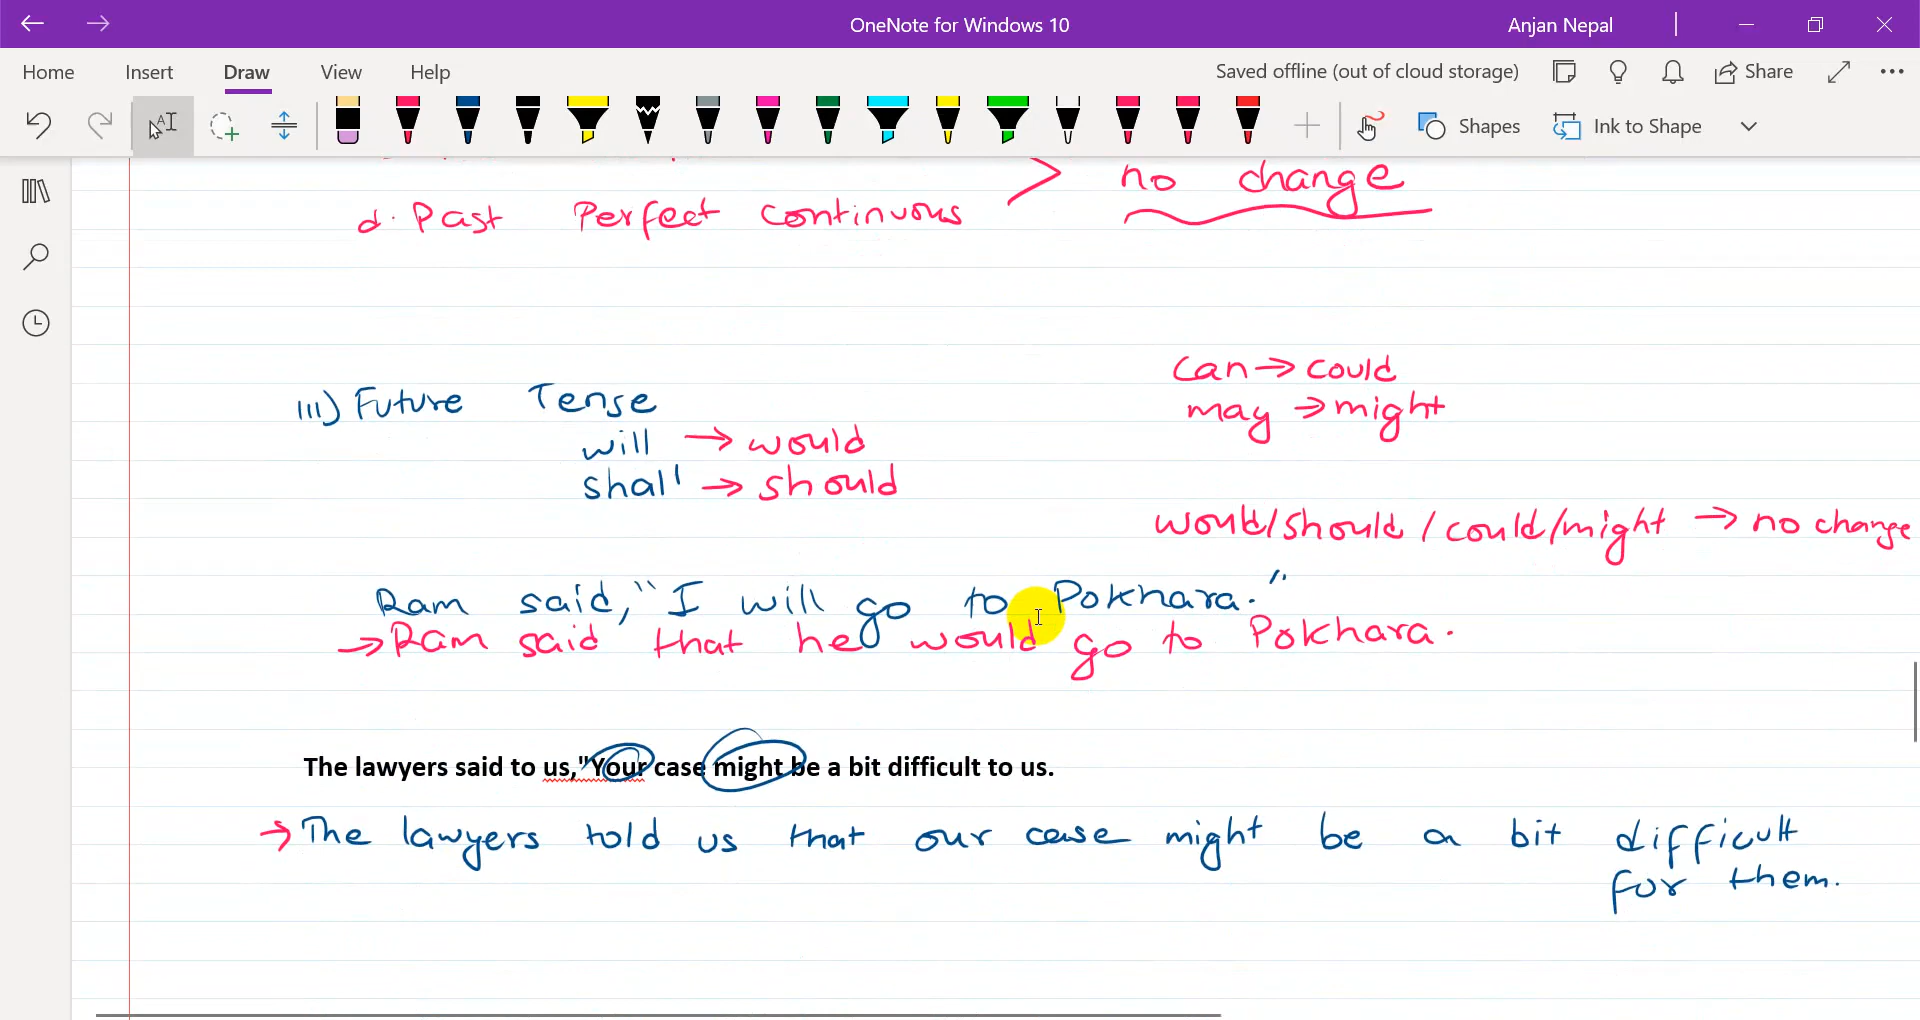 OneNote for Windows 10
Anjan Nepal
Home Insert Draw View Help
Saved offline (out of cloud storage)
Share
Shapes
Ink to Shape
no change
d. Past Perfect continuous
can → could
may → might
III) Future Tense
will → would
shall → should
would/should/could/might → no change
Ram said, "I will go to Pokhara."
→ Ram said that he would go to Pokhara.
The lawyers said to us,"Your case might be a bit difficult to us.
→ The lawyers told us that our case might be a bit difficult
for them.